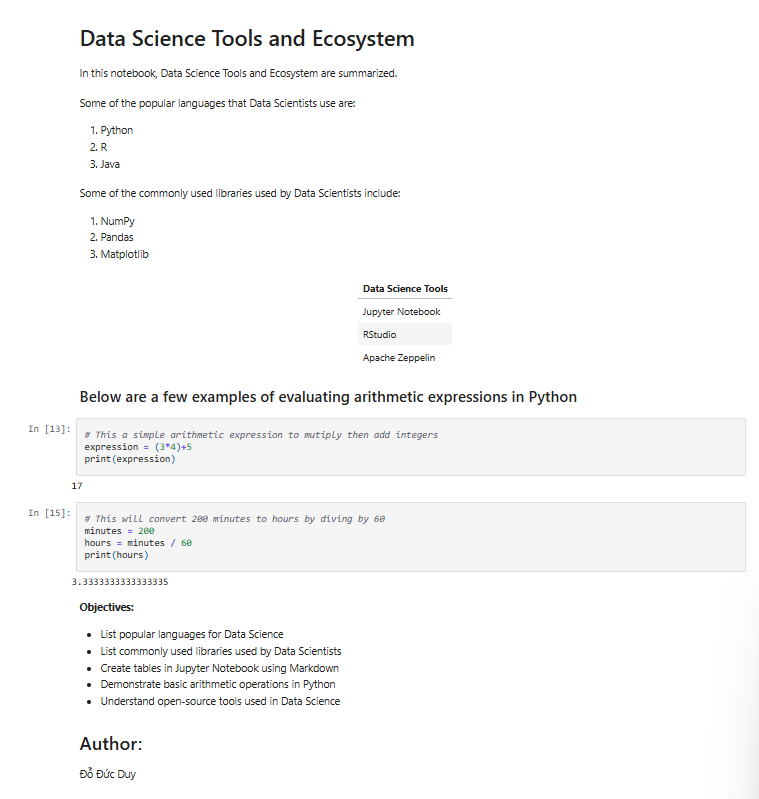 Data Science Tools and Ecosystem
In this notebook, Data Science Tools and Ecosystem are summarized.
Some of the popular languages that Data Scientists use are:
1. Python
2. R
3. Java
Some of the commonly used libraries used by Data Scientists include:
1. NumPy
2. Pandas
3. Matplotlib
Data Science Tools
Jupyter Notebook
RStudio
Apache Zeppelin
Below are a few examples of evaluating arithmetic expressions in Python
In [13]:
# This a simple arithmetic expression to mutiply then add integers
expression = (3*4)+5
print(expression)
17
In [15]:
# This will convert 200 minutes to hours by diving by 60
minutes = 200
hours = minutes / 60
print(hours)
3.3333333333333335
Objectives:
• List popular languages for Data Science
• List commonly used libraries used by Data Scientists
• Create tables in Jupyter Notebook using Markdown
• Demonstrate basic arithmetic operations in Python
• Understand open-source tools used in Data Science
Author:
Đỗ Đức Duy